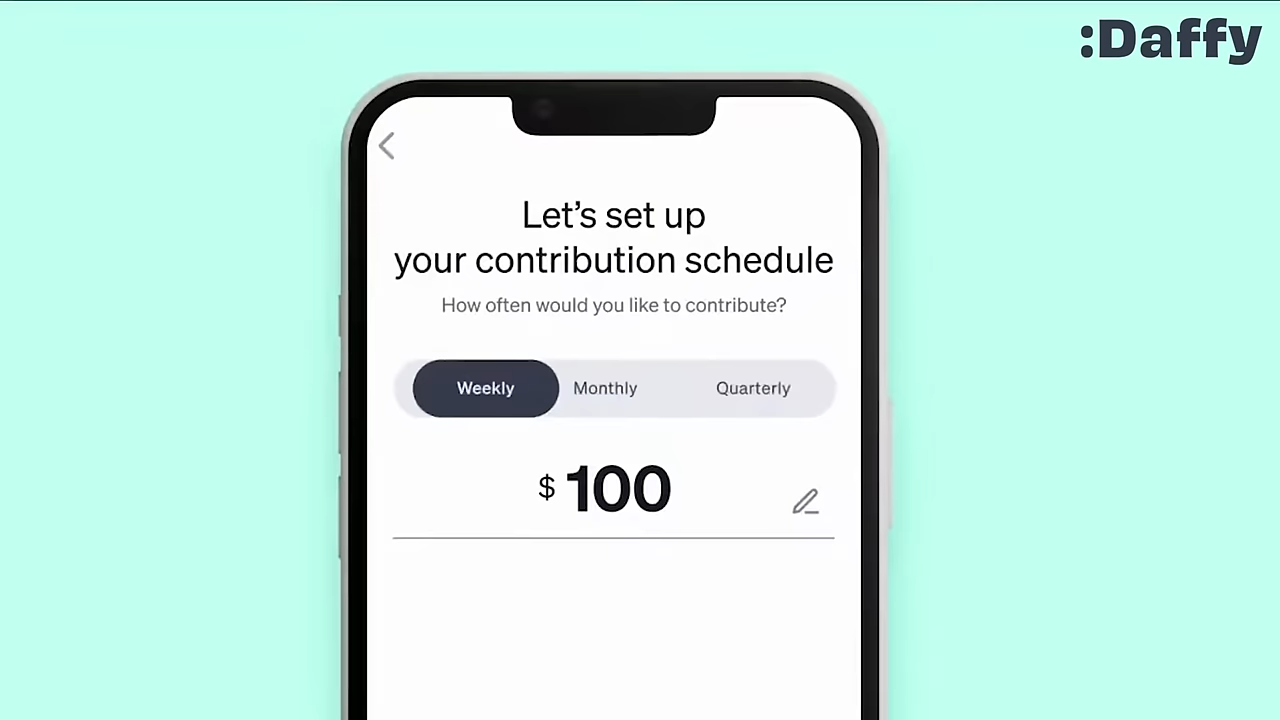 :Daffy
Let's set up
your contribution schedule
How often would you like to contribute?
Weekly Monthly Quarterly
$ 100